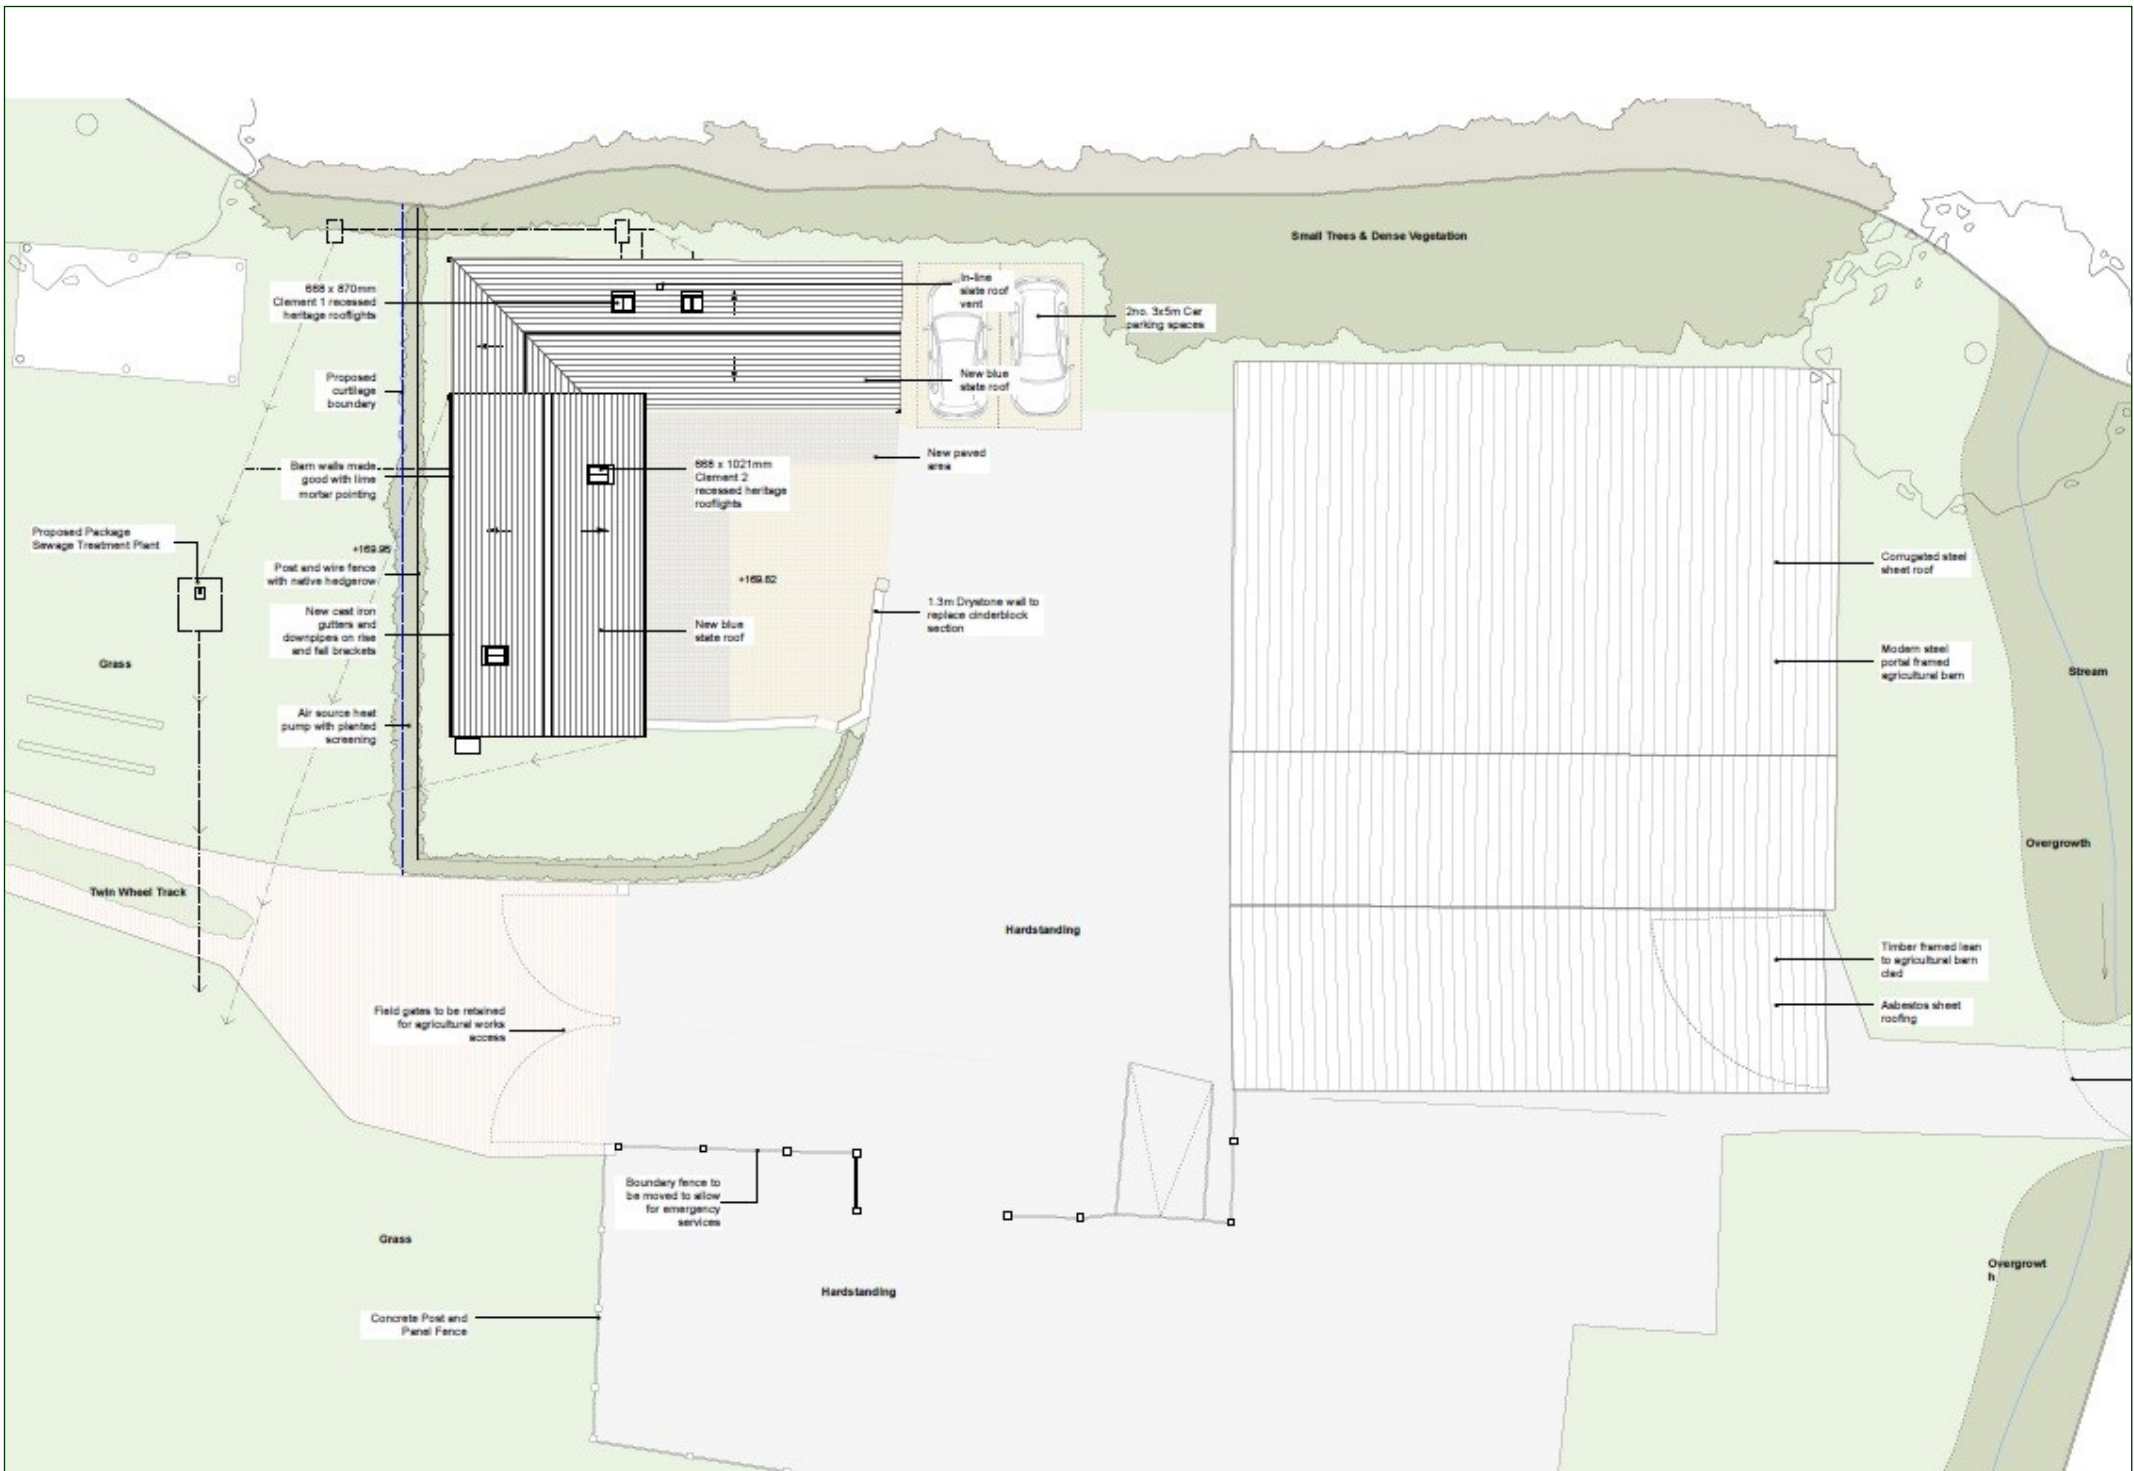 Small Trees & Dense Vegetation
668 x 870mm
Clement 1 recessed
heritage rooflights
In-line
slate roof
vent
2no. 3x5m Car
parking spaces
Proposed
curtilage
boundary
New blue
slate roof
Barn walls made
good with lime
mortar pointing
668 x 1021mm
Clement 2
recessed heritage
rooflights
New paved
area
Proposed Package
Sewage Treatment Plant
+169.96
Post and wire fence
with native hedgerow
+169.82
Corrugated steel
sheet roof
New cast iron
gutters and
downpipes on rise
and fall brackets
New blue
slate roof
1.3m Drystone wall to
replace cinderblock
section
Grass
Modern steel
portal framed
agricultural barn
Stream
Air source heat
pump with planted
screening
Overgrowth
Twin Wheel Track
Hardstanding
Timber framed lean
to agricultural barn
clad
Field gates to be retained
for agricultural works
access
Asbestos sheet
roofing
Boundary fence to
be moved to allow
for emergency
services
Grass
Overgrowt
h
Hardstanding
Concrete Post and
Panel Fence